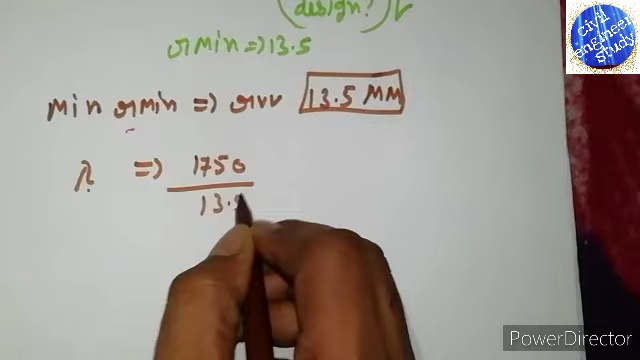 (design?)
rmin => 13.5
Min rmin => rvv 13.5 MM
λ => 1750
13.5
civil
engineer
study
PowerDirector